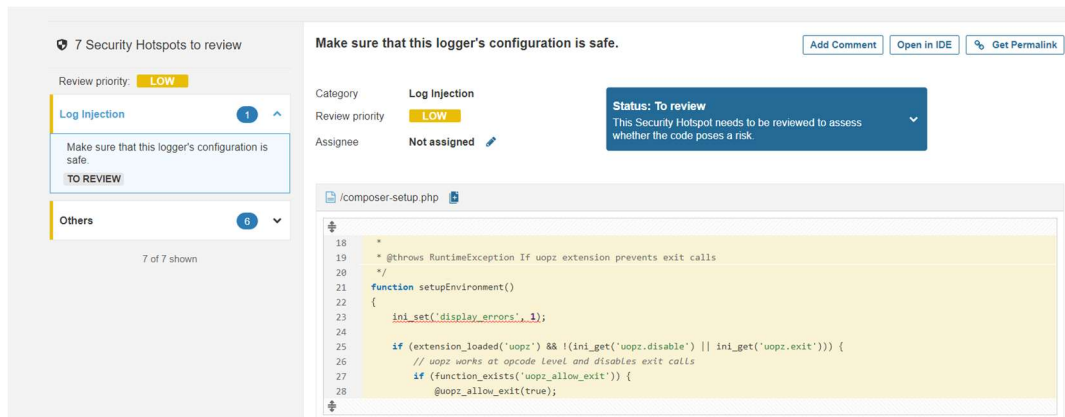 7 Security Hotspots to review
Review priority: LOW
Log Injection 1
Make sure that this logger's configuration is
safe.
TO REVIEW
Others 6
7 of 7 shown
Make sure that this logger's configuration is safe.
Add Comment
Open in IDE
Get Permalink
Category Log Injection
Review priority LOW
Assignee Not assigned
Status: To review
This Security Hotspot needs to be reviewed to assess
whether the code poses a risk.
/composer-setup.php
18 *
19 * @throws RuntimeException If uopz extension prevents exit calls
20 */
21 function setupEnvironment()
22 {
23 ini_set('display_errors', 1);
24
25 if (extension_loaded('uopz') && !(ini_get('uopz.disable') || ini_get('uopz.exit'))) {
26 // uopz works at opcode level and disables exit calls
27 if (function_exists('uopz_allow_exit')) {
28 @uopz_allow_exit(true);